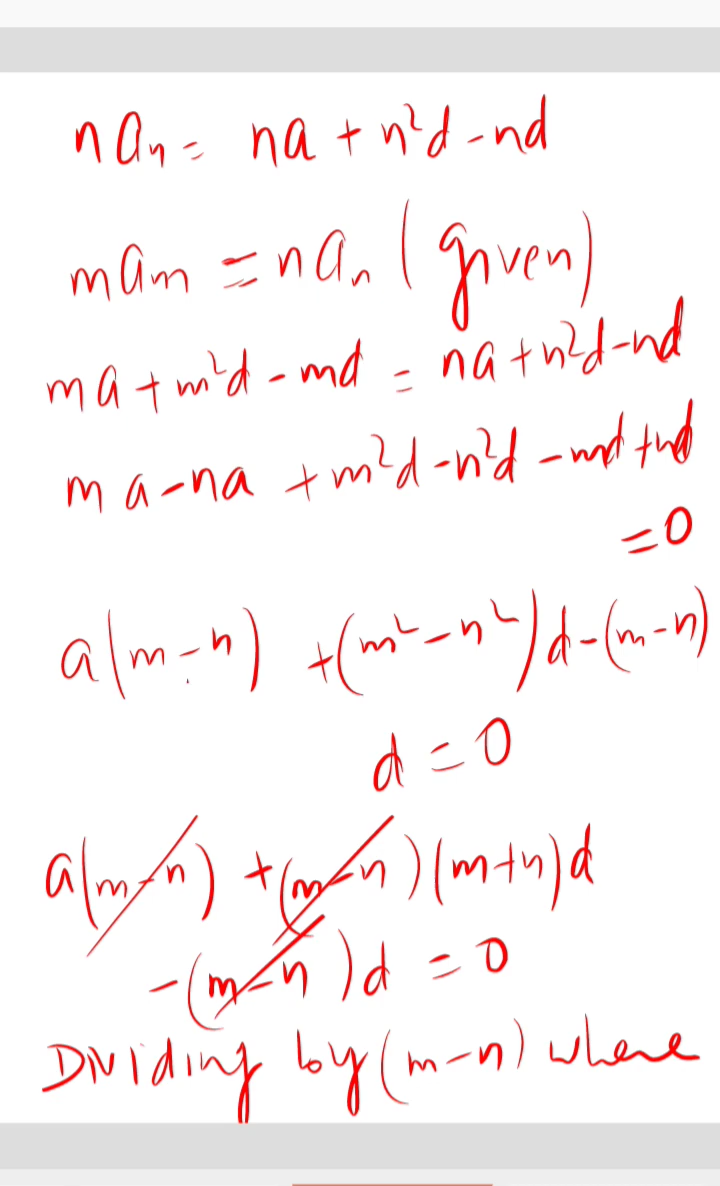 naₙ = na + n²d - nd
maₘ = naₙ (given)
ma + m²d - md = na + n²d - nd
ma - na + m²d - n²d - md + nd
= 0
a(m - n) + (m² - n²)d - (m - n)
d = 0
a(m - n) + (m - n)(m + n)d
- (m - n)d = 0
Dividing by (m - n) where